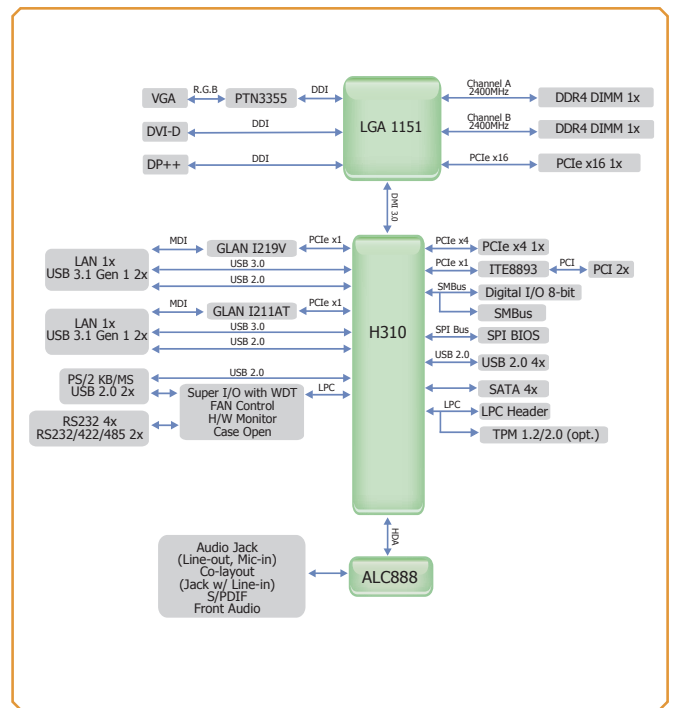 VGA
R.G.B
PTN3355
DDI
DVI-D
DDI
DP++
DDI
LGA 1151
Channel A
2400MHz
DDR4 DIMM 1x
Channel B
2400MHz
DDR4 DIMM 1x
PCIe x16
PCIe x16 1x
DMI 3.0
LAN 1x
USB 3.1 Gen 1 2x
MDI
GLAN I219V
PCIe x1
USB 3.0
USB 2.0
LAN 1x
USB 3.1 Gen 1 2x
MDI
GLAN I211AT
PCIe x1
USB 3.0
USB 2.0
PS/2 KB/MS
USB 2.0 2x
USB 2.0
Super I/O with WDT
FAN Control
H/W Monitor
Case Open
LPC
RS232 4x
RS232/422/485 2x
H310
PCIe x4
PCIe x4 1x
PCIe x1
ITE8893
PCI
PCI 2x
SMBus
Digital I/O 8-bit
SMBus
SPI Bus
SPI BIOS
USB 2.0
USB 2.0 4x
SATA 4x
LPC
LPC Header
TPM 1.2/2.0 (opt.)
HDA
Audio Jack
(Line-out, Mic-in)
Co-layout
(Jack w/ Line-in)
S/PDIF
Front Audio
ALC888